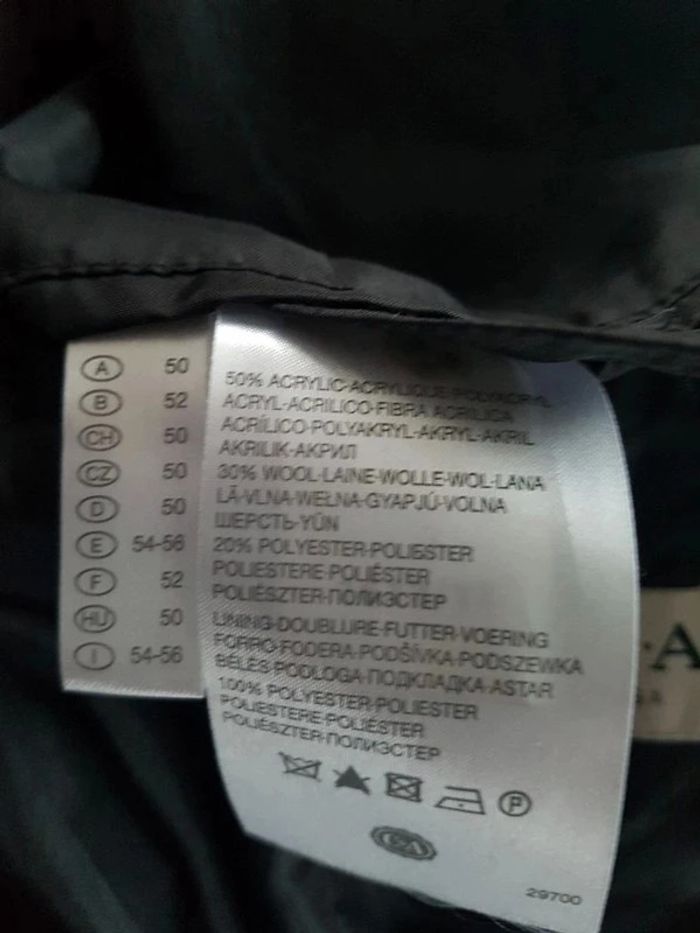 A 50
B 52
CH 50
CZ 50
D 50
E 54-56
F 52
HU 50
I 54-56
50% ACRYLIC·ACRYLIQUE·POLYACRYL
ACRYL·ACRILICO·FIBRA ACRILICA
ACRÍLICO·POLYAKRYL·AKRYL·AKRIL
AKRILIK·АКРИЛ
30% WOOL·LAINE·WOLLE·WOL·LANA
LÃ·VLNA·WEŁNA·GYAPJÚ·VOLNA
ШЕРСТЬ·YÜN
20% POLYESTER·POLIESTER
POLIESTERE·POLIÉSTER
POLIÉSZTER·ПОЛИЭСТЕР
LINING·DOUBLURE·FUTTER·VOERING
FORRO·FODERA·PODŠÍVKA·PODSZEWKA
BÉLÉS·PODLOGA·ПОДКЛАДКА·ASTAR
100% POLYESTER·POLIESTER
POLIESTERE·POLIÉSTER
POLIÉSZTER·ПОЛИЭСТЕР
P
C&A
29700
·A